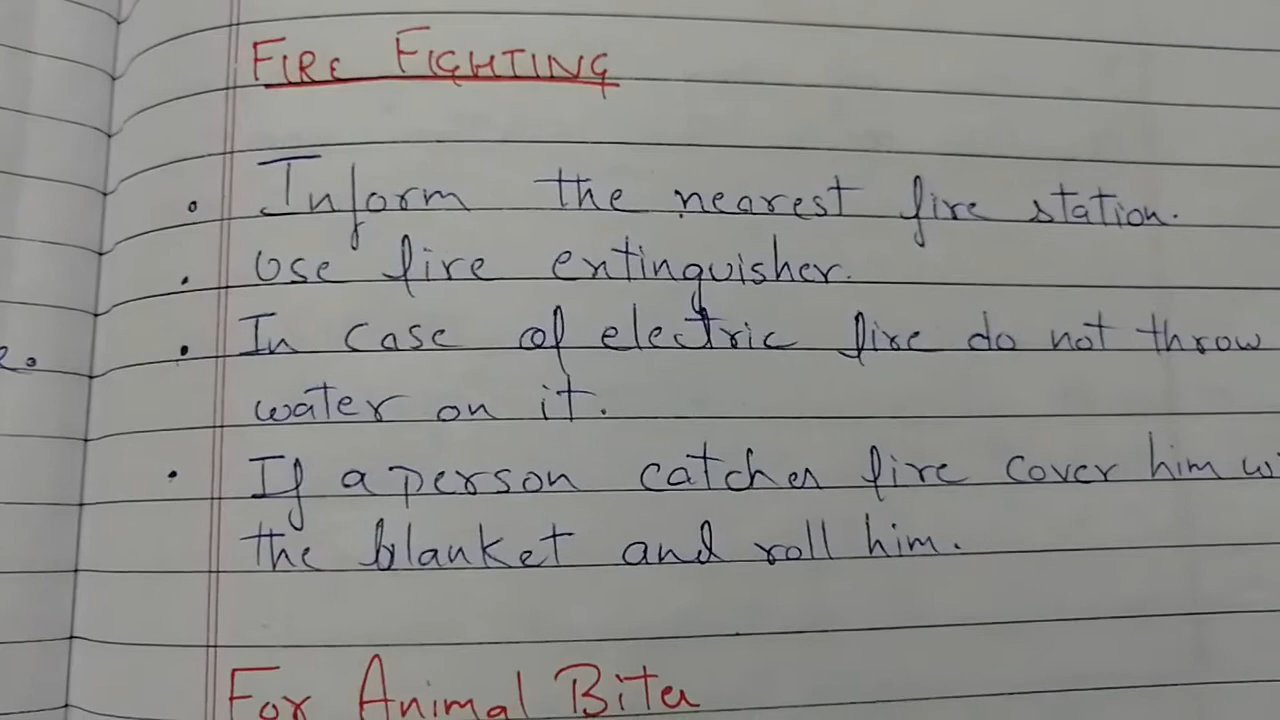 FIRE FIGHTING
• Inform the nearest fire station.
• Use fire extinguisher.
• In case of electric fire do not throw
water on it.
• If a person catches fire cover him
the blanket and roll him.
For Animal Bites